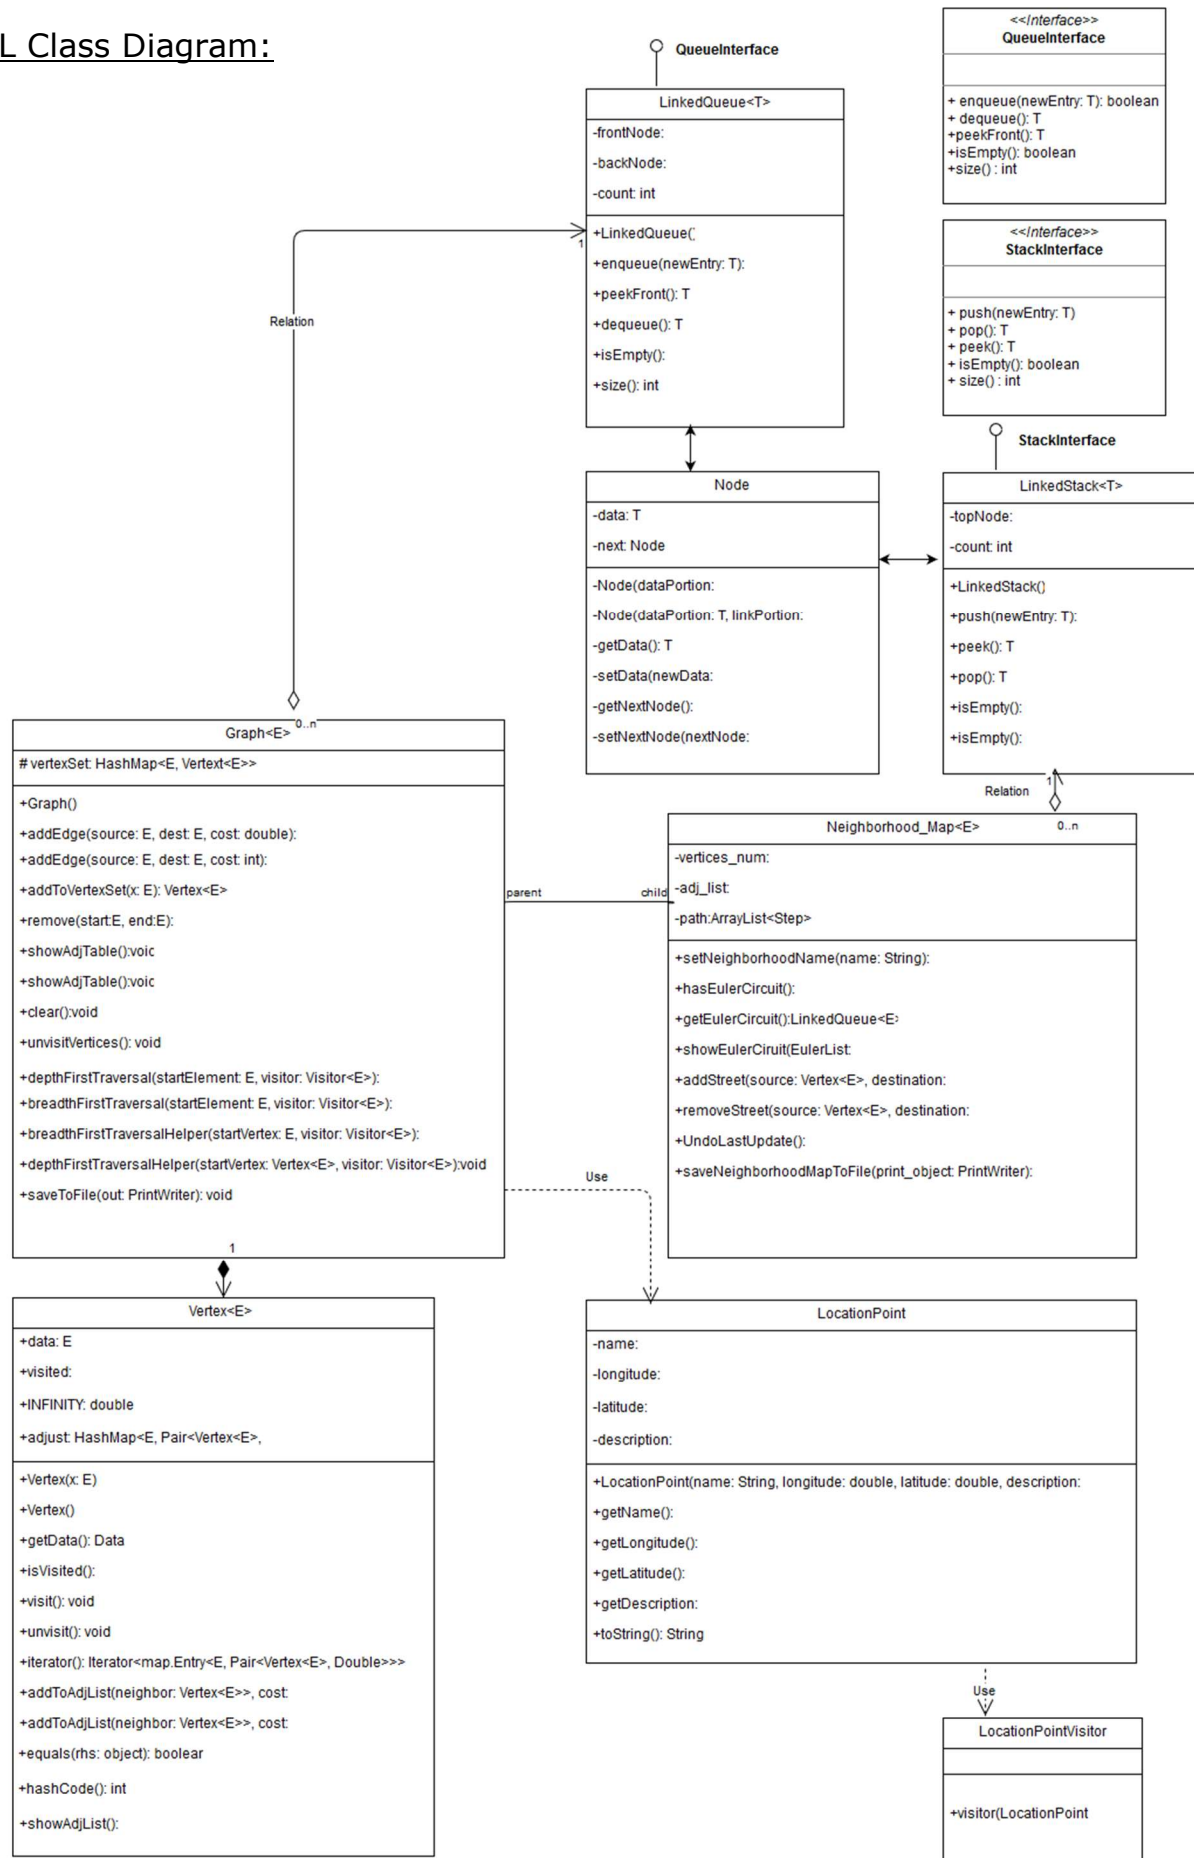 L Class Diagram:
QueueInterface
LinkedQueue<T>
-frontNode:
-backNode:
-count: int
+LinkedQueue(
+enqueue(newEntry: T):
+peekFront(): T
+dequeue(): T
+isEmpty():
+size(): int
<<Interface>>
QueueInterface
+ enqueue(newEntry: T): boolean
+ dequeue(): T
+peekFront(): T
+isEmpty(): boolean
+size() : int
<<Interface>>
StackInterface
+ push(newEntry: T)
+ pop(): T
+ peek(): T
+ isEmpty(): boolean
+ size() : int
1
Relation
StackInterface
Node
-data: T
-next: Node
-Node(dataPortion:
-Node(dataPortion: T, linkPortion:
-getData(): T
-setData(newData:
-getNextNode():
-setNextNode(nextNode:
LinkedStack<T>
-topNode:
-count: int
+LinkedStack()
+push(newEntry: T):
+peek(): T
+pop(): T
+isEmpty():
+isEmpty():
1
Relation
0..n
0..n
Graph<E>
# vertexSet: HashMap<E, Vertext<E>>
+Graph()
+addEdge(source: E, dest: E, cost: double):
+addEdge(source: E, dest: E, cost: int):
+addToVertexSet(x: E): Vertex<E>
+remove(start:E, end:E):
+showAdjTable():voic
+showAdjTable():voic
+clear():void
+unvisitVertices(): void
+depthFirstTraversal(startElement: E, visitor: Visitor<E>):
+breadthFirstTraversal(startElement: E, visitor: Visitor<E>):
+breadthFirstTraversalHelper(startVertex: E, visitor: Visitor<E>):
+depthFirstTraversalHelper(startVertex: Vertex<E>, visitor: Visitor<E>):void
+saveToFile(out: PrintWriter): void
1
parent
child
Neighborhood_Map<E>
-vertices_num:
-adj_list:
-path:ArrayList<Step>
+setNeighborhoodName(name: String):
+hasEulerCircuit():
+getEulerCircuit():LinkedQueue<E>
+showEulerCiruit(EulerList:
+addStreet(source: Vertex<E>, destination:
+removeStreet(source: Vertex<E>, destination:
+UndoLastUpdate():
+saveNeighborhoodMapToFile(print_object: PrintWriter):
Use
Vertex<E>
+data: E
+visited:
+INFINITY: double
+adjust: HashMap<E, Pair<Vertex<E>,
+Vertex(x: E)
+Vertex()
+getData(): Data
+isVisited():
+visit(): void
+unvisit(): void
+iterator(): Iterator<map.Entry<E, Pair<Vertex<E>, Double>>>
+addToAdjList(neighbor: Vertex<E>>, cost:
+addToAdjList(neighbor: Vertex<E>>, cost:
+equals(rhs: object): boolear
+hashCode(): int
+showAdjList():
LocationPoint
-name:
-longitude:
-latitude:
-description:
+LocationPoint(name: String, longitude: double, latitude: double, description:
+getName():
+getLongitude():
+getLatitude():
+getDescription:
+toString(): String
Use
LocationPointVisitor
+visitor(LocationPoint